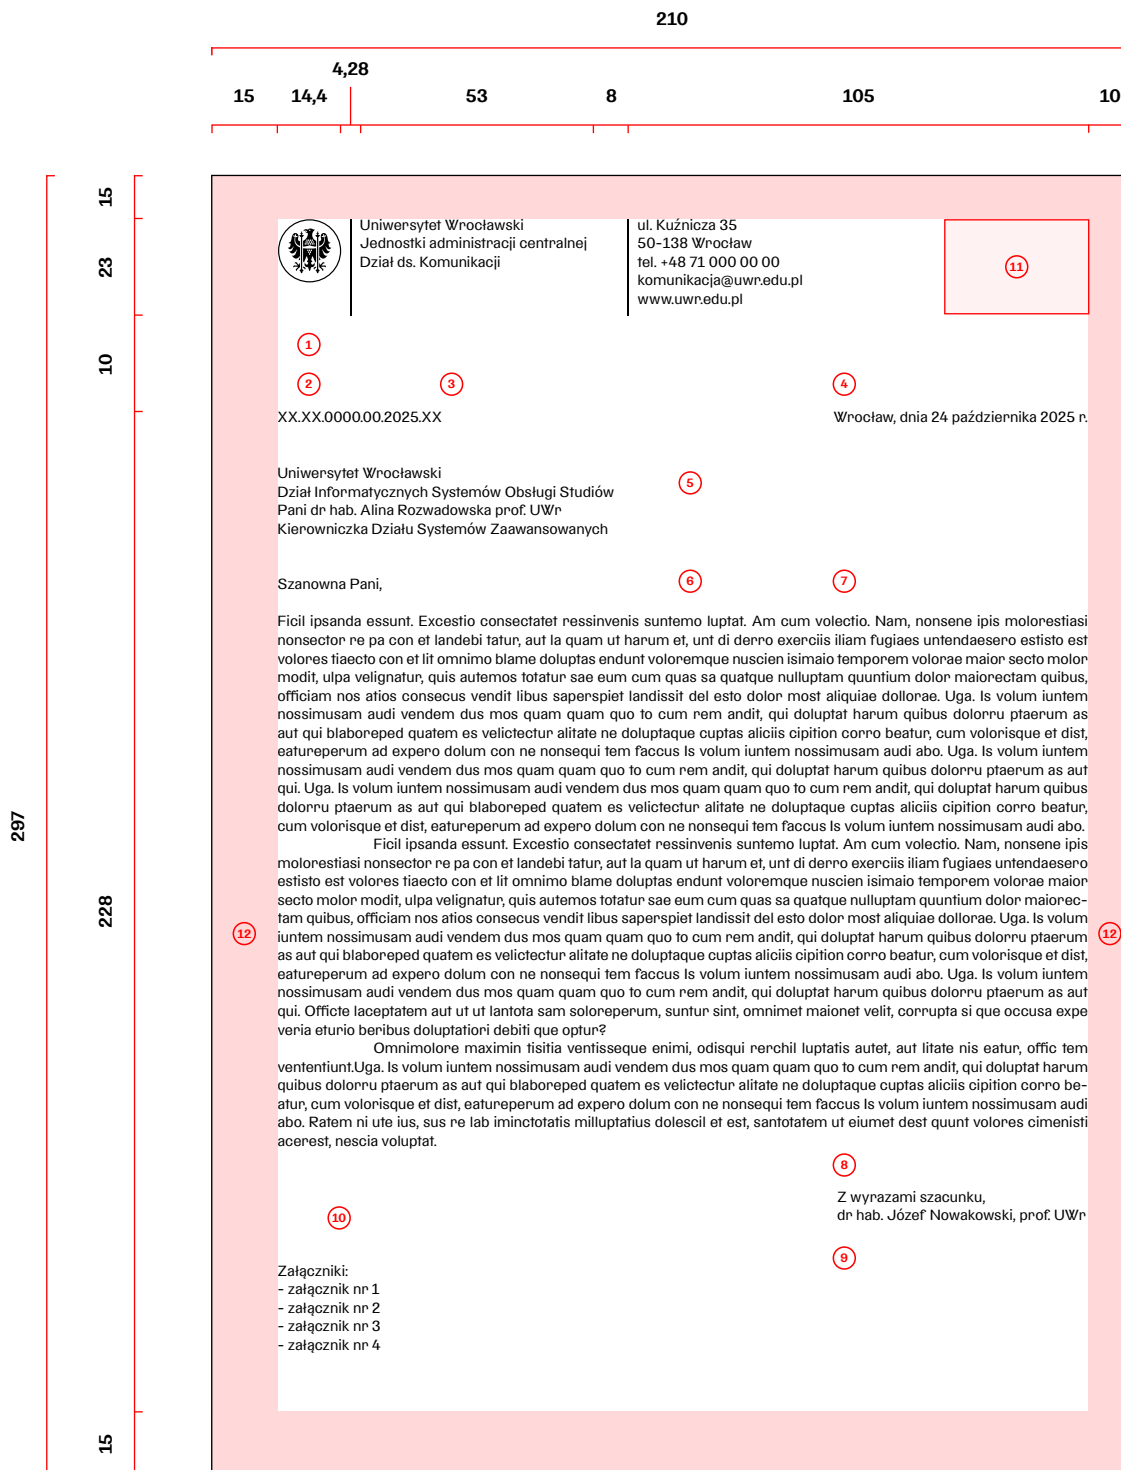 210
4,28
15 14,4 53 8 105 10
15
23
10
297
228
15
Uniwersytet Wrocławski
Jednostki administracji centralnej
Dział ds. Komunikacji
ul. Kuźnicza 35
50-138 Wrocław
tel. +48 71 000 00 00
komunikacja@uwr.edu.pl
www.uwr.edu.pl
11
1
2 3 4
XX.XX.0000.00.2025.XX Wrocław, dnia 24 października 2025 r.
Uniwersytet Wrocławski
5
Dział Informatycznych Systemów Obsługi Studiów
Pani dr hab. Alina Rozwadowska prof. UWr
Kierowniczka Działu Systemów Zaawansowanych
Szanowna Pani, 6 7
Ficil ipsanda essunt. Excestio consectatet ressinvenis suntemo luptat. Am cum volectio. Nam, nonsene ipis molorestiasi
nonsector re pa con et landebi tatur, aut la quam ut harum et, unt di derro exerciis iliam fugiaes untendaesero estisto est
volores tiaecto con et lit omnimo blame doluptas endunt voloremque nuscien isimaio temporem volorae maior secto molor
modit, ulpa velignatur, quis autemos totatur sae eum cum quas sa quatque nulluptam quuntium dolor maiorectam quibus,
officiam nos atios consecus vendit libus saperspiet landissit del esto dolor most aliquiae dollorae. Uga. Is volum iuntem
nossimusam audi vendem dus mos quam quam quo to cum rem andit, qui doluptat harum quibus dolorru ptaerum as
aut qui blaboreped quatem es velictectur alitate ne doluptaque cuptas aliciis cipition corro beatur, cum volorisque et dist,
eatureperum ad expero dolum con ne nonsequi tem faccus Is volum iuntem nossimusam audi abo. Uga. Is volum iuntem
nossimusam audi vendem dus mos quam quam quo to cum rem andit, qui doluptat harum quibus dolorru ptaerum as aut
qui. Uga. Is volum iuntem nossimusam audi vendem dus mos quam quam quo to cum rem andit, qui doluptat harum quibus
dolorru ptaerum as aut qui blaboreped quatem es velictectur alitate ne doluptaque cuptas aliciis cipition corro beatur,
cum volorisque et dist, eatureperum ad expero dolum con ne nonsequi tem faccus Is volum iuntem nossimusam audi abo.
Ficil ipsanda essunt. Excestio consectatet ressinvenis suntemo luptat. Am cum volectio. Nam, nonsene ipis
molorestiasi nonsector re pa con et landebi tatur, aut la quam ut harum et, unt di derro exerciis iliam fugiaes untendaesero
estisto est volores tiaecto con et lit omnimo blame doluptas endunt voloremque nuscien isimaio temporem volorae maior
secto molor modit, ulpa velignatur, quis autemos totatur sae eum cum quas sa quatque nulluptam quuntium dolor maiorec-
tam quibus, officiam nos atios consecus vendit libus saperspiet landissit del esto dolor most aliquiae dollorae. Uga. Is volum
12 iuntem nossimusam audi vendem dus mos quam quam quo to cum rem andit, qui doluptat harum quibus dolorru ptaerum 12
as aut qui blaboreped quatem es velictectur alitate ne doluptaque cuptas aliciis cipition corro beatur, cum volorisque et dist,
eatureperum ad expero dolum con ne nonsequi tem faccus Is volum iuntem nossimusam audi abo. Uga. Is volum iuntem
nossimusam audi vendem dus mos quam quam quo to cum rem andit, qui doluptat harum quibus dolorru ptaerum as aut
qui. Officte laceptatem aut ut ut lantota sam soloreperum, suntur sint, omnimet maionet velit, corrupta si que occusa expe
veria eturio beribus doluptatiori debiti que optur?
Omnimolore maximin tisitia ventisseque enimi, odisqui rerchil luptatis autet, aut litate nis eatur, offic tem
vententiunt.Uga. Is volum iuntem nossimusam audi vendem dus mos quam quam quo to cum rem andit, qui doluptat harum
quibus dolorru ptaerum as aut qui blaboreped quatem es velictectur alitate ne doluptaque cuptas aliciis cipition corro be-
atur, cum volorisque et dist, eatureperum ad expero dolum con ne nonsequi tem faccus Is volum iuntem nossimusam audi
abo. Ratem ni ute ius, sus re lab iminctotatis milluptatius dolescil et est, santotatem ut eiumet dest quunt volores cimenisti
acerest, nescia voluptat.
8
Z wyrazami szacunku,
dr hab. Józef Nowakowski, prof. UWr
10
9
Załączniki:
- załącznik nr 1
- załącznik nr 2
- załącznik nr 3
- załącznik nr 4